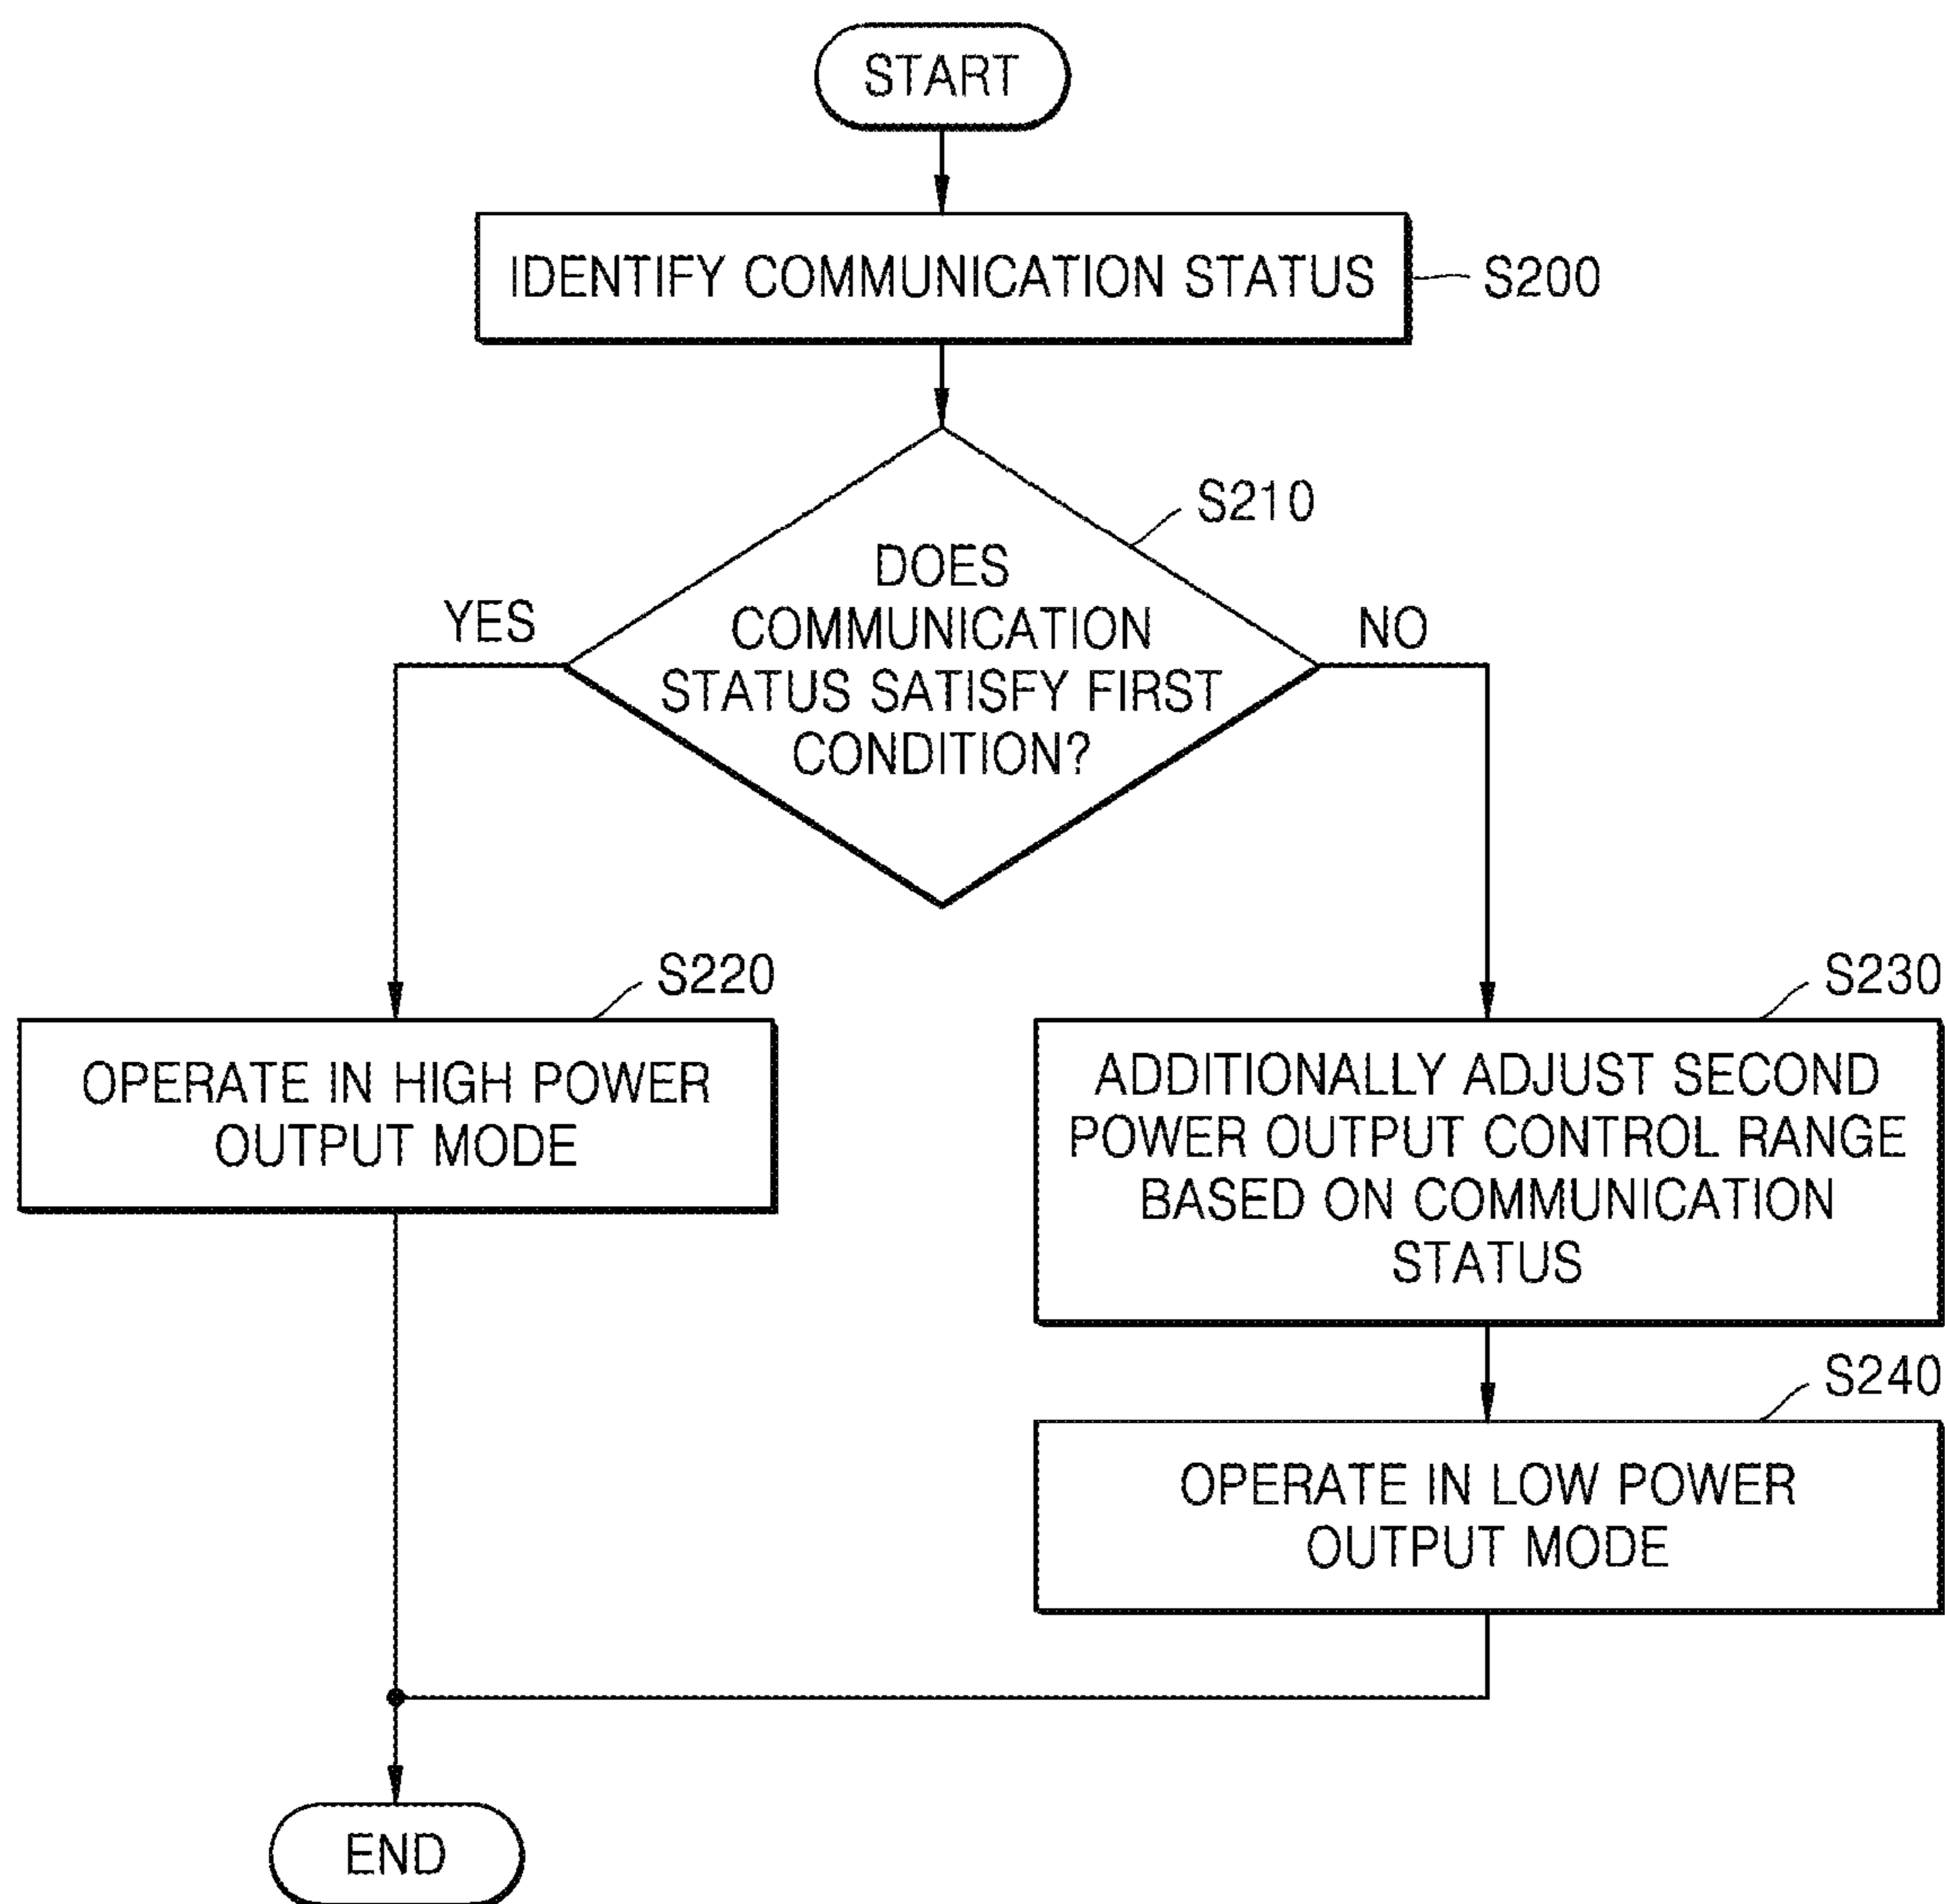 START
IDENTIFY COMMUNICATION STATUS
S200
S210
DOES
COMMUNICATION
STATUS SATISFY FIRST
CONDITION?
YES
NO
S220
OPERATE IN HIGH POWER
OUTPUT MODE
S230
ADDITIONALLY ADJUST SECOND
POWER OUTPUT CONTROL RANGE
BASED ON COMMUNICATION
STATUS
S240
OPERATE IN LOW POWER
OUTPUT MODE
END